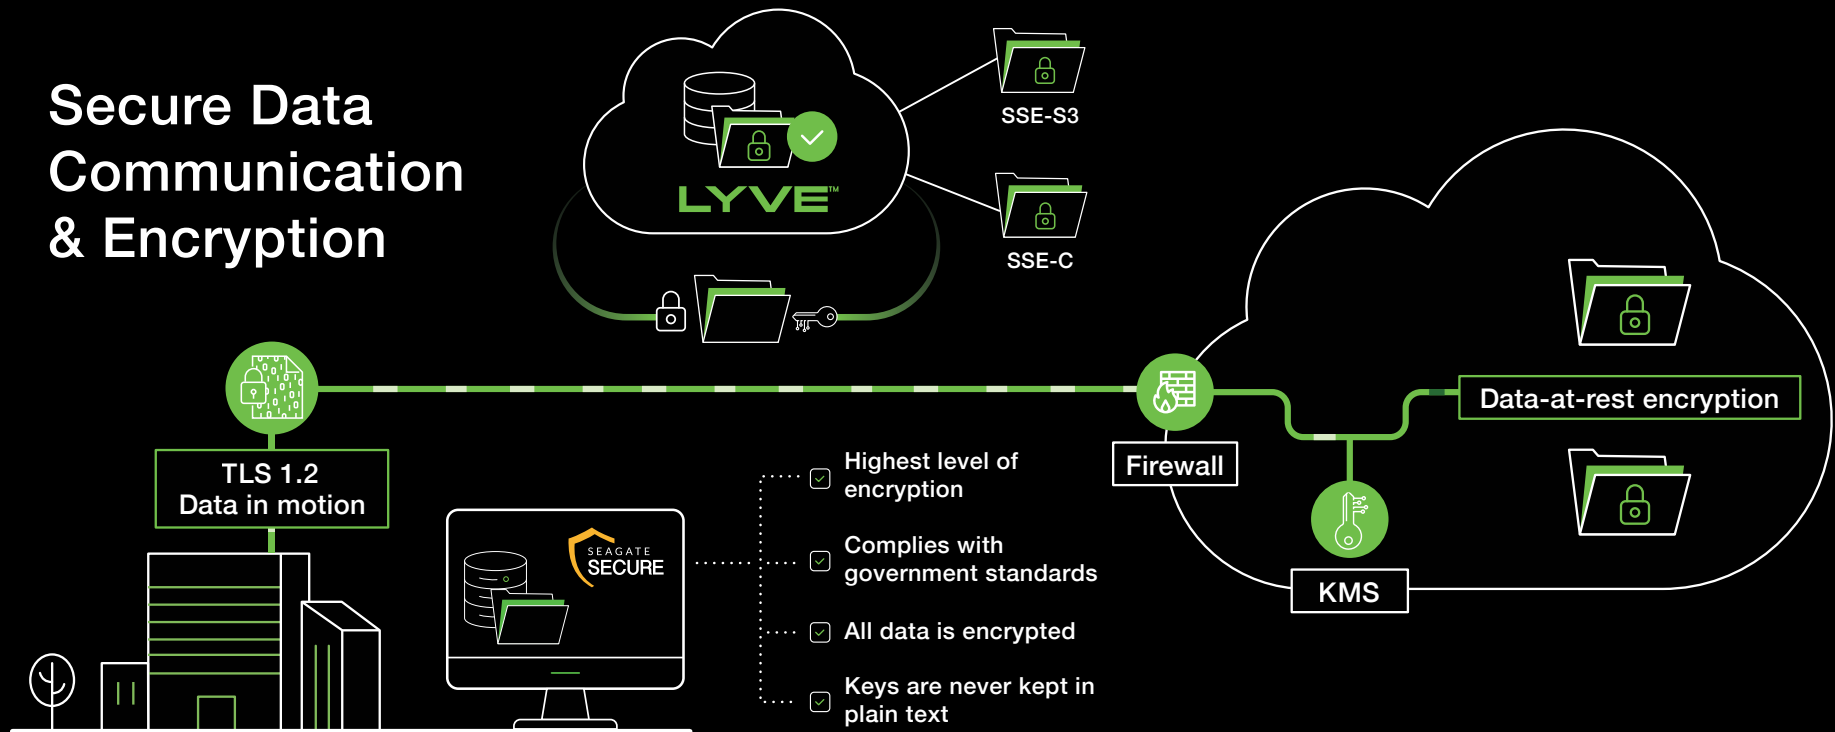 Secure Data
Communication
& Encryption
LYVE™
SSE-S3
SSE-C
TLS 1.2
Data in motion
SEAGATE
SECURE
Highest level of
encryption
Complies with
government standards
All data is encrypted
Keys are never kept in
plain text
Firewall
KMS
Data-at-rest encryption